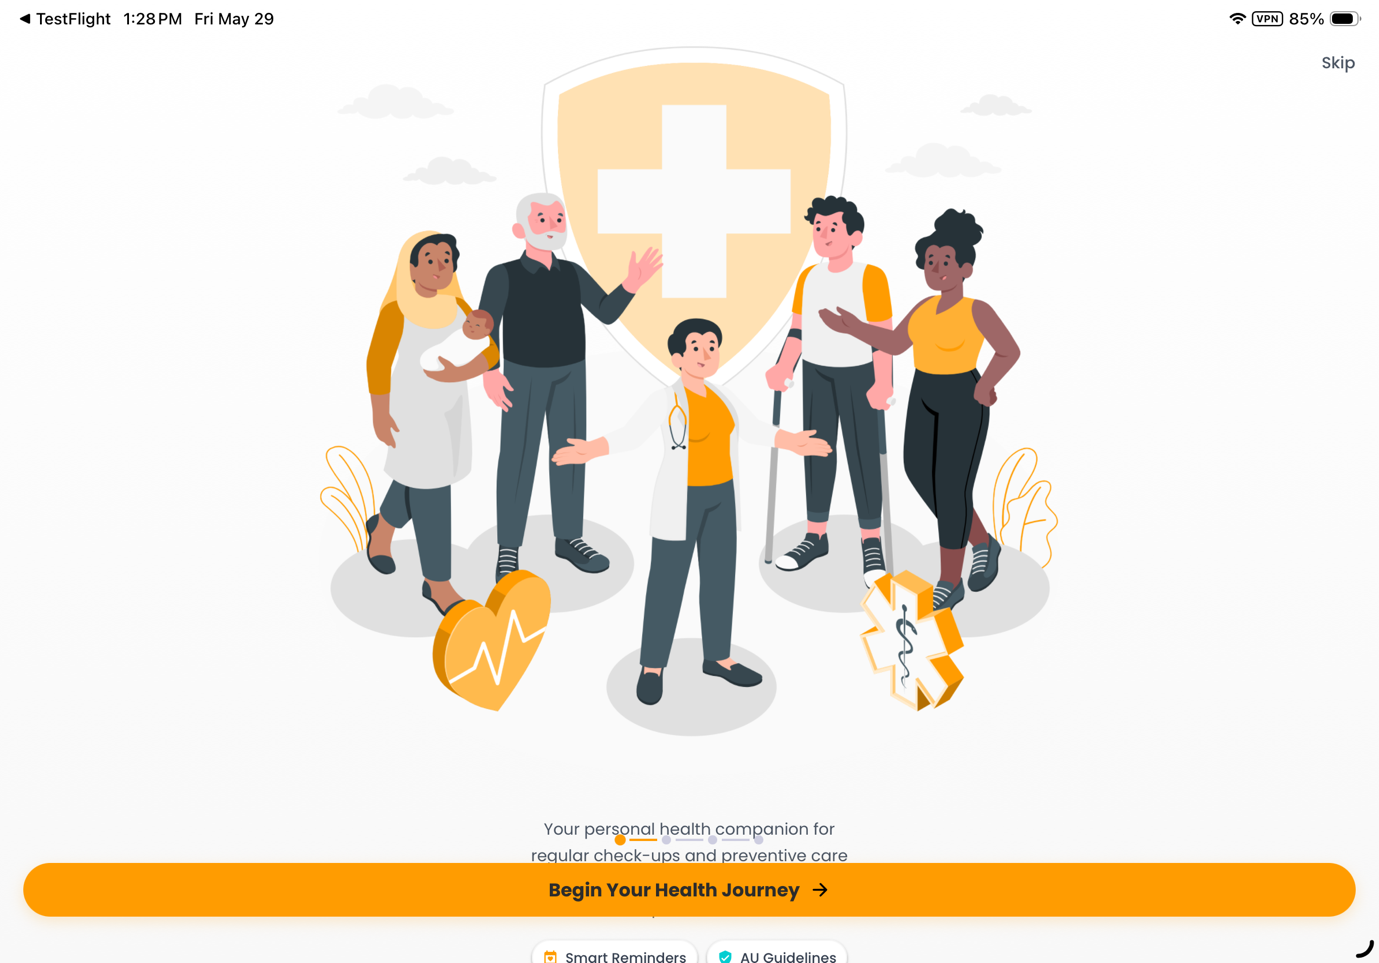 TestFlight 1:28 PM Fri May 29
VPN 85%
Skip
Your personal health companion for
regular check-ups and preventive care
Begin Your Health Journey
Smart Reminders
AU Guidelines